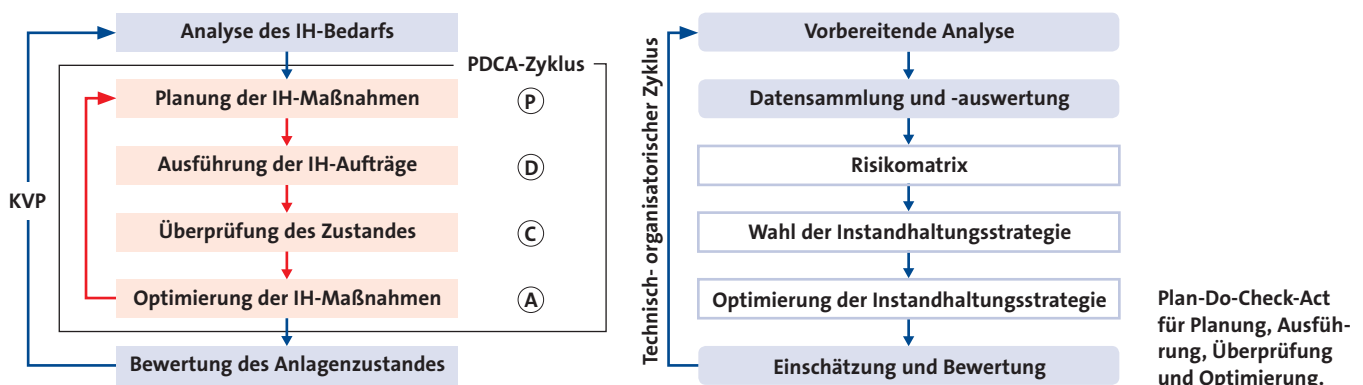 Analyse des IH-Bedarfs
PDCA-Zyklus
Planung der IH-Maßnahmen
P
Ausführung der IH-Aufträge
D
KVP
Überprüfung des Zustandes
C
Optimierung der IH-Maßnahmen
A
Bewertung des Anlagenzustandes
Technisch- organisatorischer Zyklus
Vorbereitende Analyse
Datensammlung und -auswertung
Risikomatrix
Wahl der Instandhaltungsstrategie
Optimierung der Instandhaltungsstrategie
Einschätzung und Bewertung
Plan-Do-Check-Act
für Planung, Ausfüh-
rung, Überprüfung
und Optimierung.